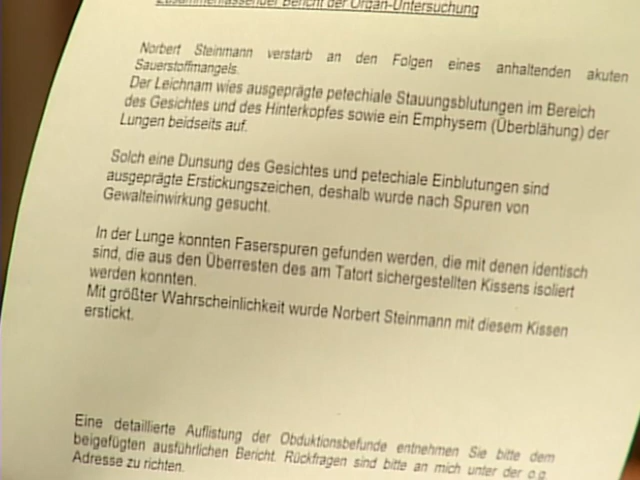 Zusammenfassender Bericht der Organ-Untersuchung
Norbert Steinmann verstarb an den Folgen eines anhaltenden akuten
Sauerstoffmangels.
Der Leichnam wies ausgeprägte petechiale Stauungsblutungen im Bereich
des Gesichtes und des Hinterkopfes sowie ein Emphysem (Überblähung) der
Lungen beidseits auf.
Solch eine Dunsung des Gesichtes und petechiale Einblutungen sind
ausgeprägte Erstickungszeichen, deshalb wurde nach Spuren von
Gewalteinwirkung gesucht.
In der Lunge konnten Faserspuren gefunden werden, die mit denen identisch
sind, die aus den Überresten des am Tatort sichergestellten Kissens isoliert
werden konnten.
Mit größter Wahrscheinlichkeit wurde Norbert Steinmann mit diesem Kissen
erstickt.
Eine detaillierte Auflistung der Obduktionsbefunde entnehmen Sie bitte dem
beigefügten ausführlichen Bericht. Rückfragen sind bitte an mich unter der o.g.
Adresse zu richten.